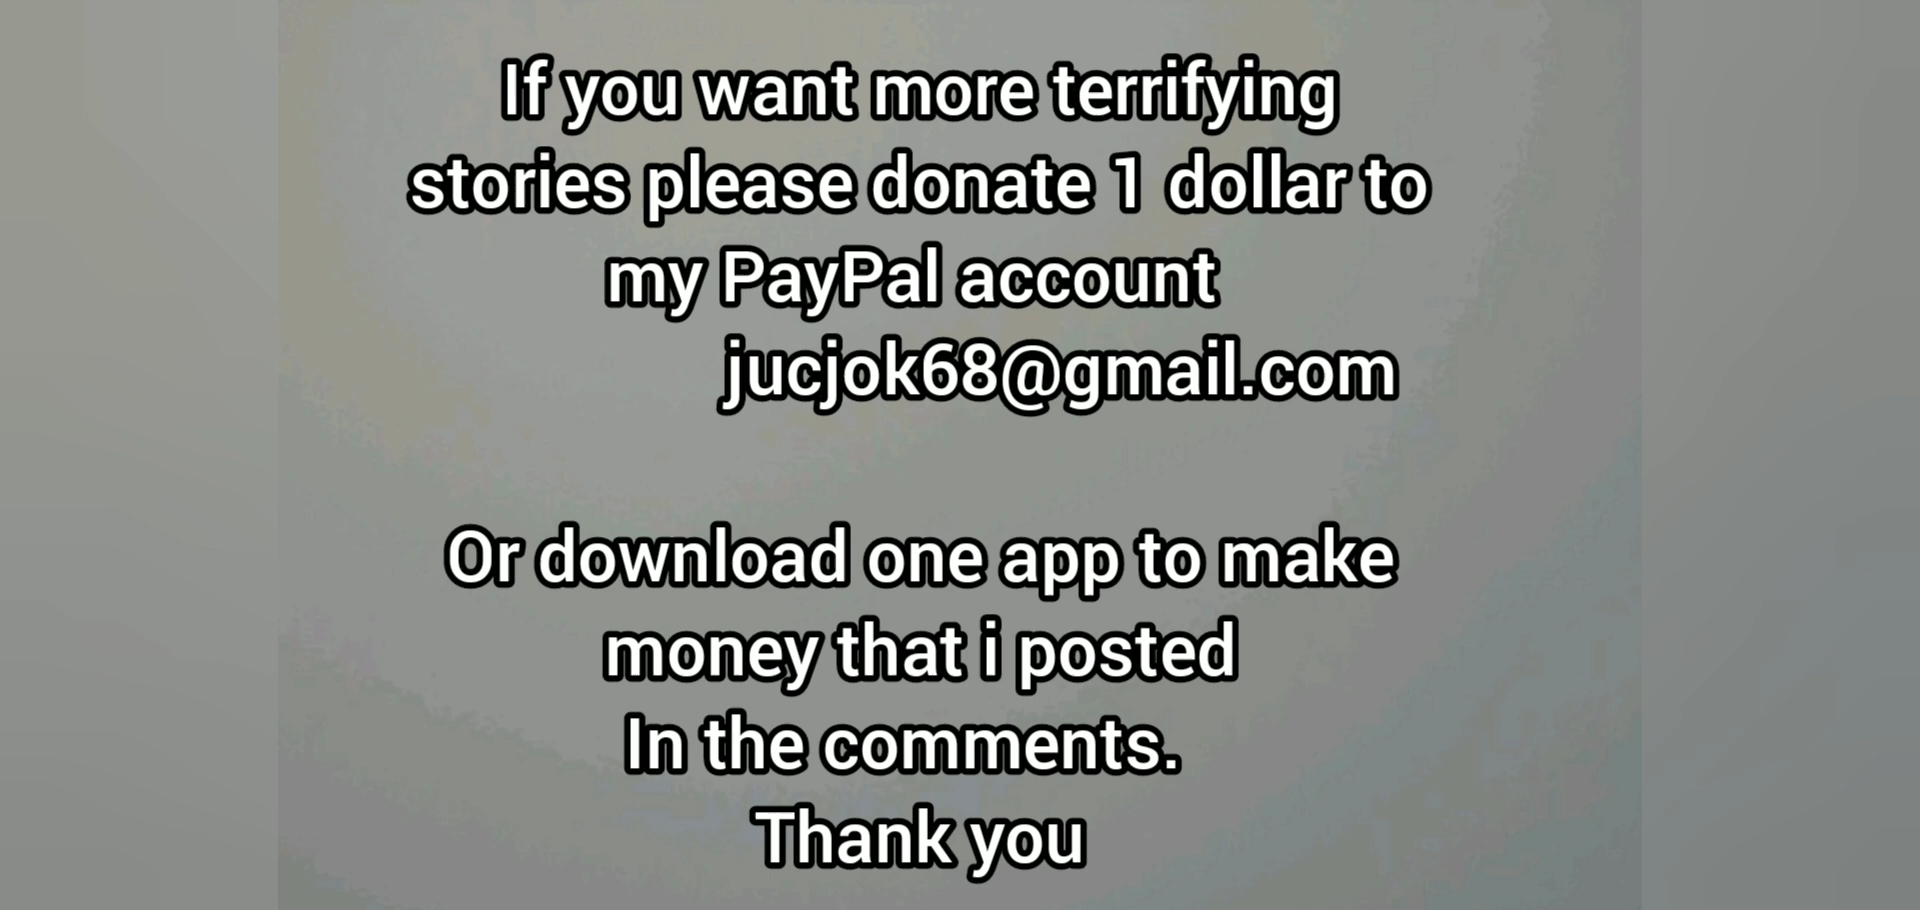 If you want more terrifying
stories please donate 1 dollar to
my PayPal account
jucjok68@gmail.com
Or download one app to make
money that i posted
In the comments.
Thank you